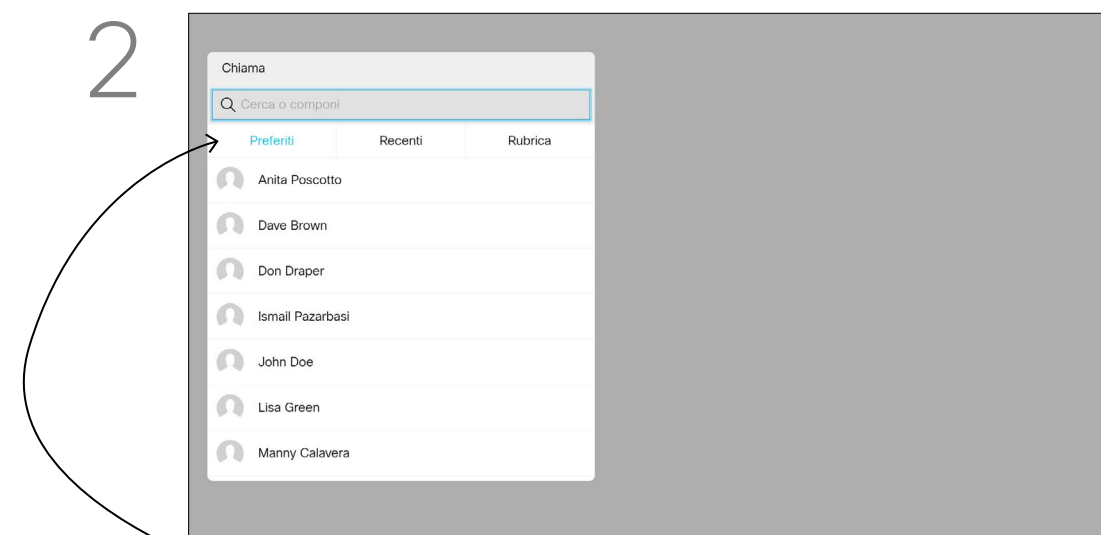 2
Chiama
Cerca o componi
Preferiti Recenti Rubrica
Anita Poscotto
Dave Brown
Don Draper
Ismail Pazarbasi
John Doe
Lisa Green
Manny Calavera